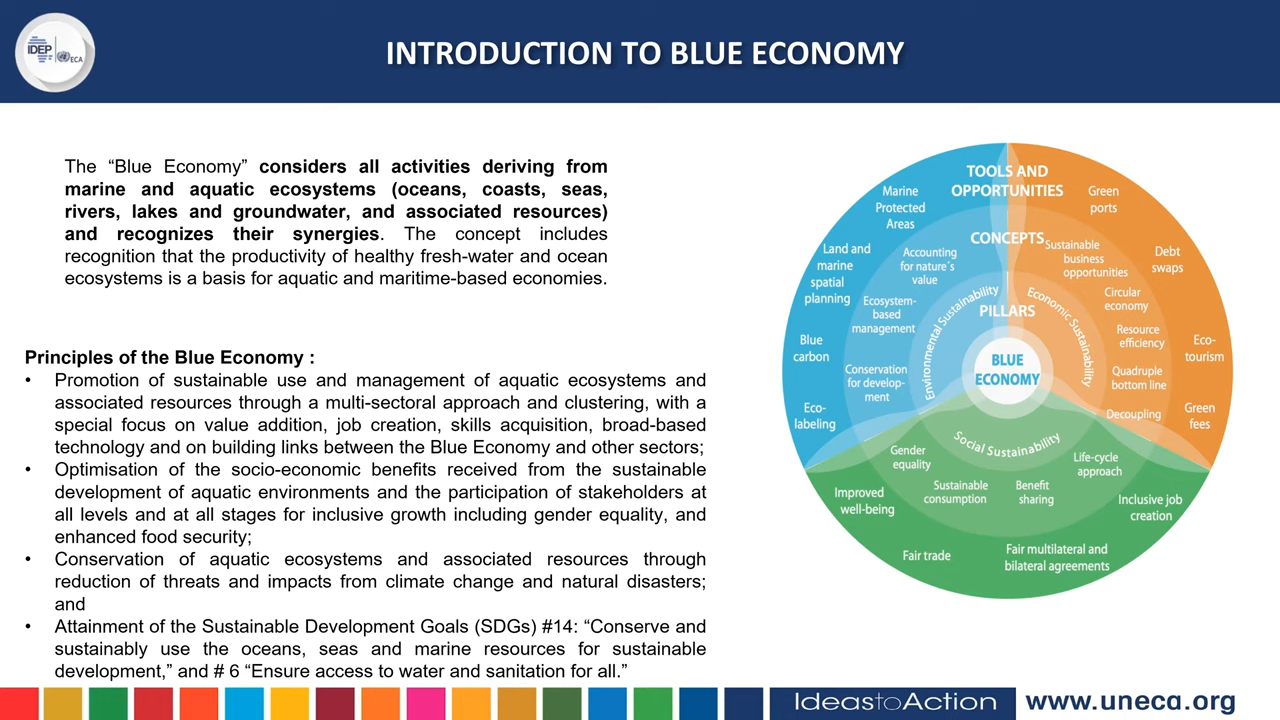 IDEP
ECA
INTRODUCTION TO BLUE ECONOMY
The “Blue Economy” considers all activities deriving from
marine and aquatic ecosystems (oceans, coasts, seas,
rivers, lakes and groundwater, and associated resources)
and recognizes their synergies. The concept includes
recognition that the productivity of healthy fresh-water and ocean
ecosystems is a basis for aquatic and maritime-based economies.
Principles of the Blue Economy :
• Promotion of sustainable use and management of aquatic ecosystems and
associated resources through a multi-sectoral approach and clustering, with a
special focus on value addition, job creation, skills acquisition, broad-based
technology and on building links between the Blue Economy and other sectors;
• Optimisation of the socio-economic benefits received from the sustainable
development of aquatic environments and the participation of stakeholders at
all levels and at all stages for inclusive growth including gender equality, and
enhanced food security;
• Conservation of aquatic ecosystems and associated resources through
reduction of threats and impacts from climate change and natural disasters;
and
• Attainment of the Sustainable Development Goals (SDGs) #14: “Conserve and
sustainably use the oceans, seas and marine resources for sustainable
development,” and # 6 “Ensure access to water and sanitation for all.”
TOOLS AND
OPPORTUNITIES
CONCEPTS
PILLARS
BLUE
ECONOMY
Marine
Protected
Areas
Land and
marine
spatial
planning
Blue
carbon
Eco-
labeling
Accounting
for nature´s
value
Ecosystem-
based
management
Conservation
for develop-
ment
Environmental Sustainability
Economic Sustainability
Social Sustainability
Green
ports
Debt
swaps
Eco-
tourism
Green
fees
Sustainable
business
opportunities
Circular
economy
Resource
efficiency
Quadruple
bottom line
Decoupling
Gender
equality
Sustainable
consumption
Benefit
sharing
Life-cycle
approach
Improved
well-being
Fair trade
Fair multilateral and
bilateral agreements
Inclusive job
creation
IdeastoAction
www.uneca.org